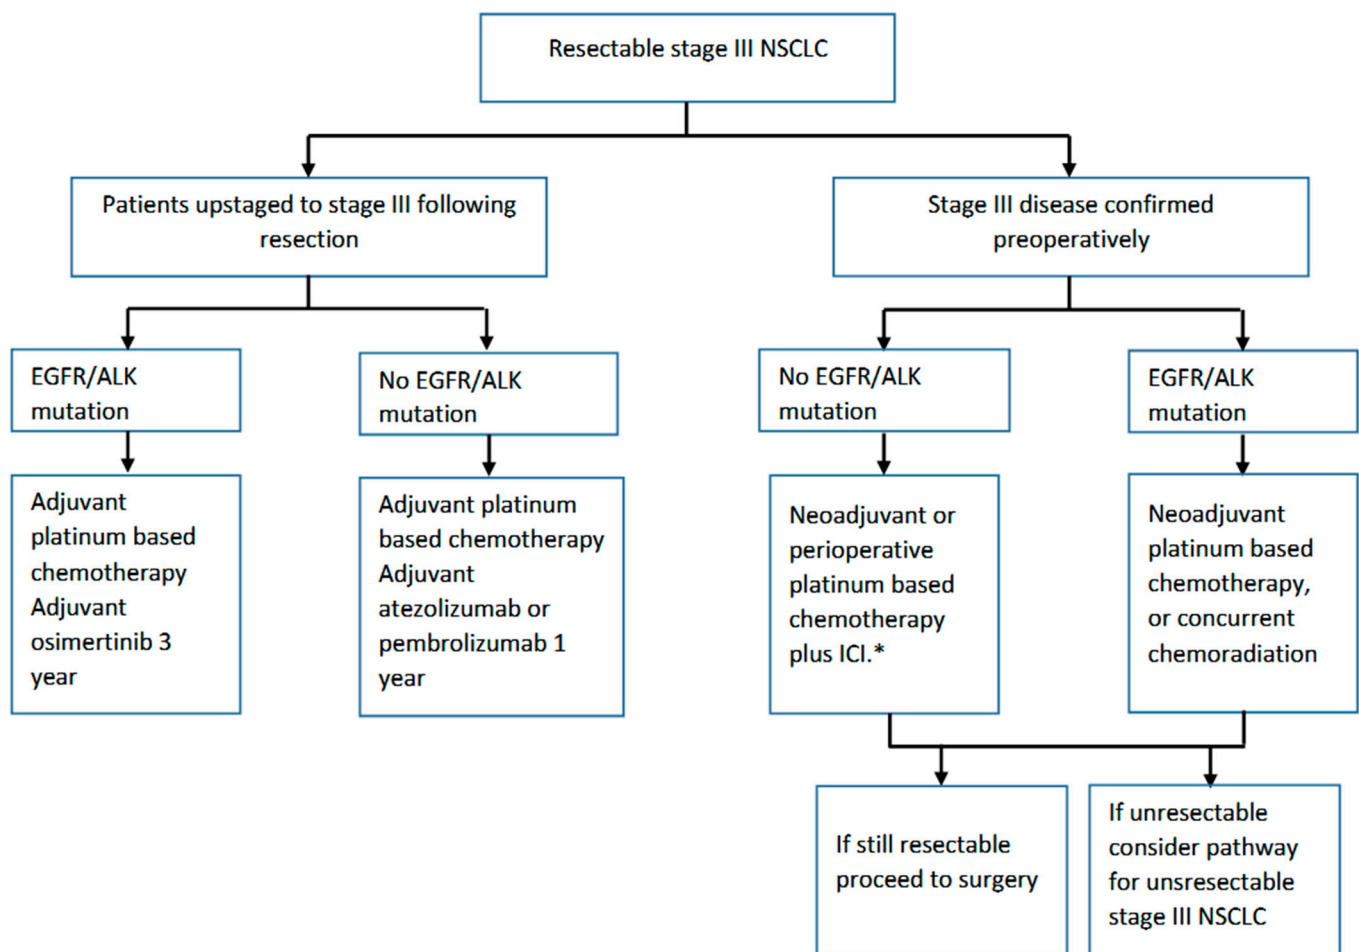 Resectable stage III NSCLC
Patients upstaged to stage III following
resection
Stage III disease confirmed
preoperatively
EGFR/ALK
mutation
No EGFR/ALK
mutation
No EGFR/ALK
mutation
EGFR/ALK
mutation
Adjuvant
platinum based
chemotherapy
Adjuvant
osimertinib 3
year
Adjuvant platinum
based chemotherapy
Adjuvant
atezolizumab or
pembrolizumab 1
year
Neoadjuvant or
perioperative
platinum based
chemotherapy
plus ICI.*
Neoadjuvant
platinum based
chemotherapy,
or concurrent
chemoradiation
If still resectable
proceed to surgery
If unresectable
consider pathway
for unsresectable
stage III NSCLC